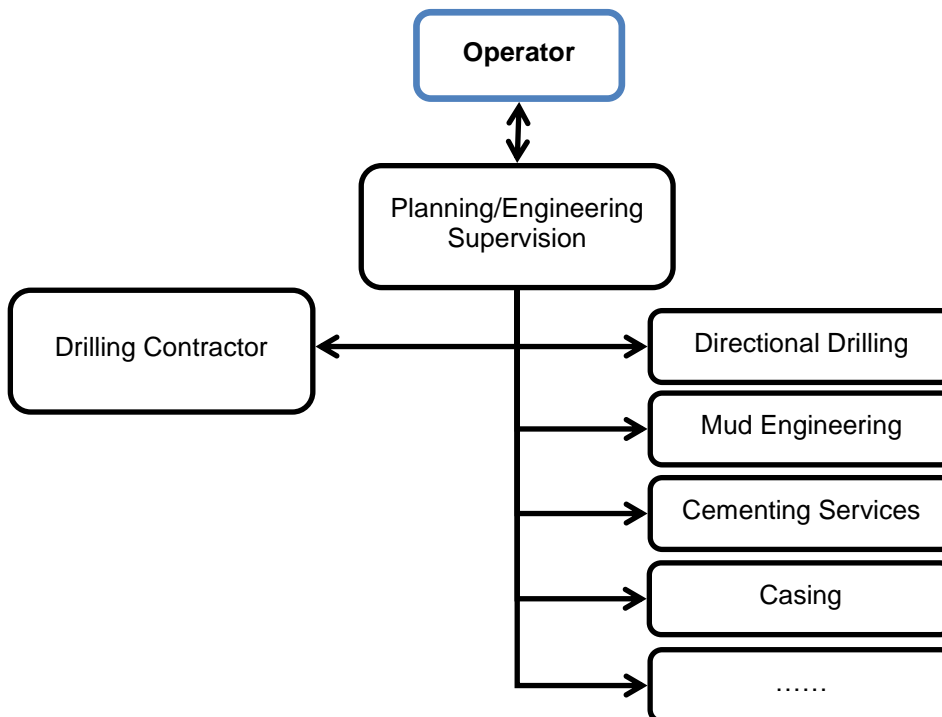 Operator
Planning/Engineering
Supervision
Drilling Contractor
Directional Drilling
Mud Engineering
Cementing Services
Casing
……